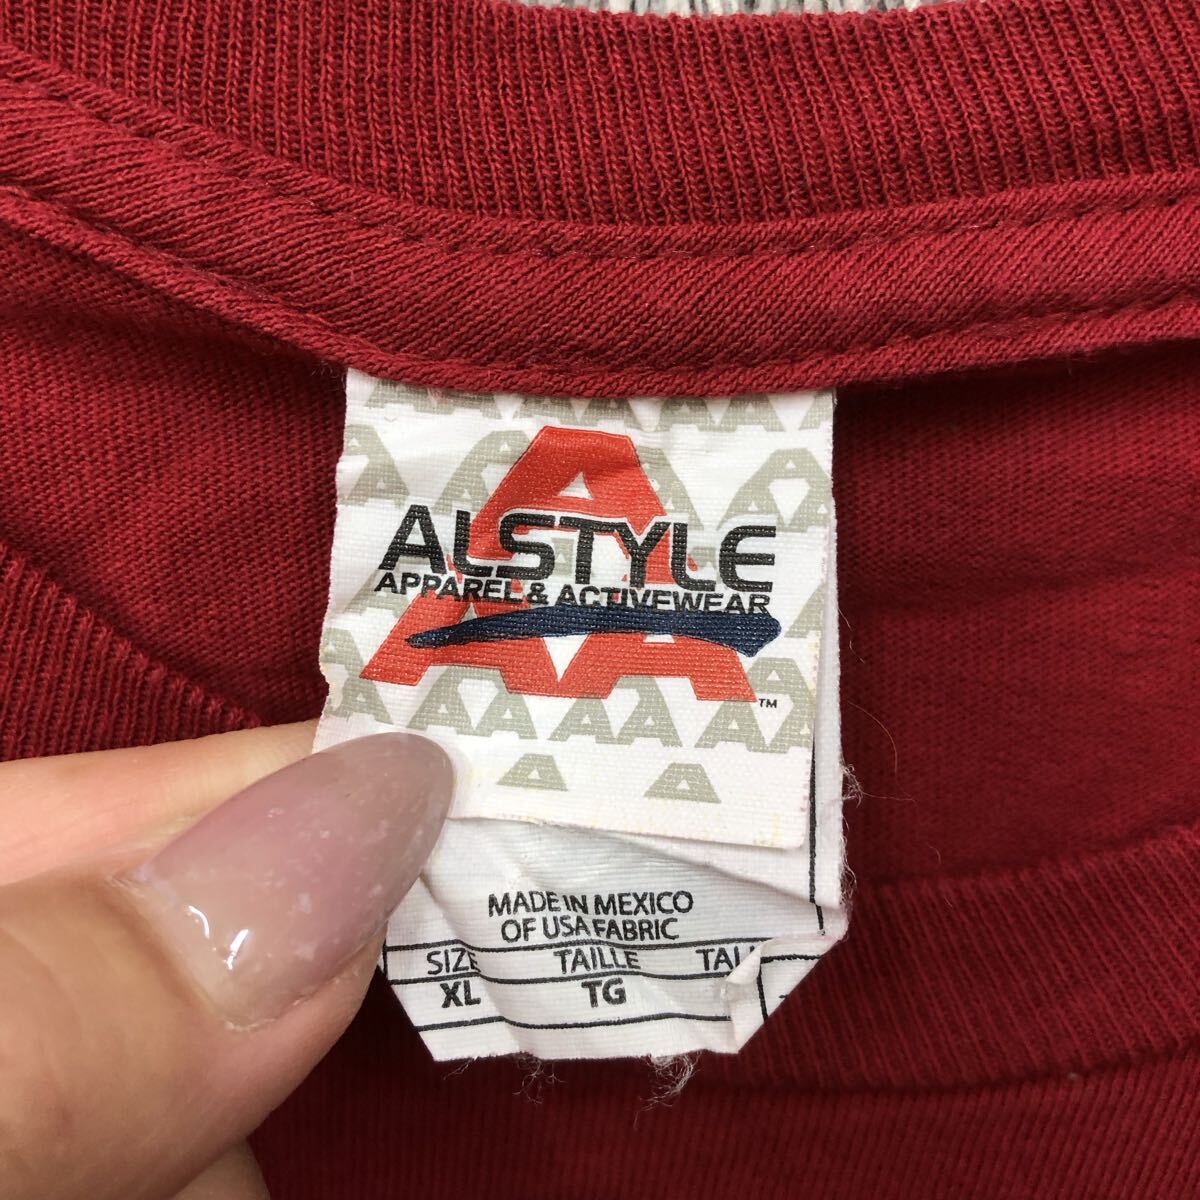 ALSTYLE
APPAREL & ACTIVEWEAR
TM
MADE IN MEXICO
OF USA FABRIC
SIZE TAILLE
XL TG